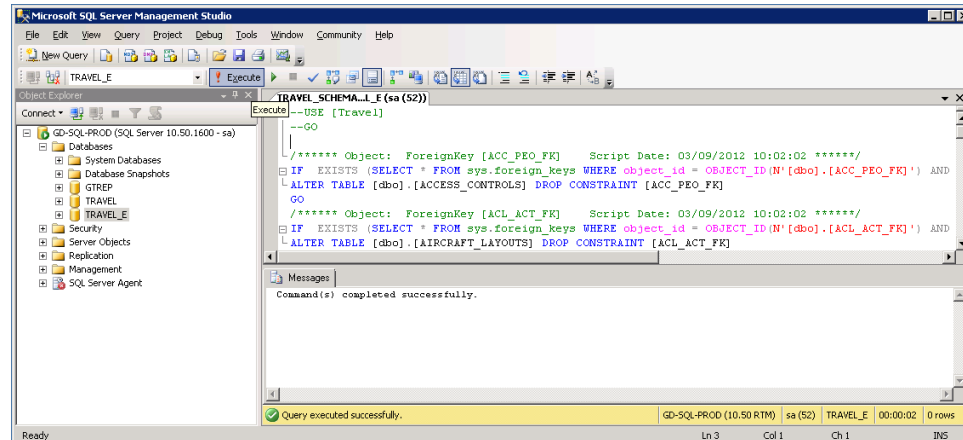 Microsoft SQL Server Management Studio
File Edit View Query Project Debug Tools Window Community Help
New Query
TRAVEL_E Execute
Object Explorer
TRAVEL_SCHEMA...L_E (sa (52))
Execute
Connect
--USE [Travel]
--GO
GD-SQL-PROD (SQL Server 10.50.1600 - sa)
Databases
System Databases
Database Snapshots
GTREP
TRAVEL
TRAVEL_E
Security
Server Objects
Replication
Management
SQL Server Agent
/****** Object: ForeignKey [ACC_PEO_FK] Script Date: 03/09/2012 10:02:02 ******/
IF EXISTS (SELECT * FROM sys.foreign_keys WHERE object_id = OBJECT_ID(N'[dbo].[ACC_PEO_FK]') AND
ALTER TABLE [dbo].[ACCESS_CONTROLS] DROP CONSTRAINT [ACC_PEO_FK]
GO
/****** Object: ForeignKey [ACL_ACT_FK] Script Date: 03/09/2012 10:02:02 ******/
IF EXISTS (SELECT * FROM sys.foreign_keys WHERE object_id = OBJECT_ID(N'[dbo].[ACL_ACT_FK]') AND
ALTER TABLE [dbo].[AIRCRAFT_LAYOUTS] DROP CONSTRAINT [ACL_ACT_FK]
Messages
Command(s) completed successfully.
Query executed successfully. GD-SQL-PROD (10.50 RTM) sa (52) TRAVEL_E 00:00:02 0 rows
Ready Ln 3 Col 1 Ch 1 INS